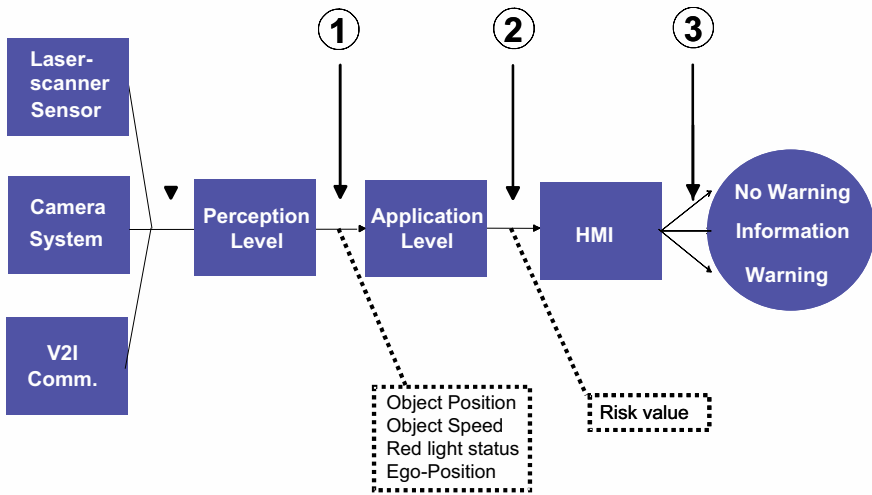 1
2
3
Laser-
scanner
Sensor
Camera
System
V2I
Comm.
Perception
Level
Application
Level
HMI
No Warning
Information
Warning
Object Position
Object Speed
Red light status
Ego-Position
Risk value